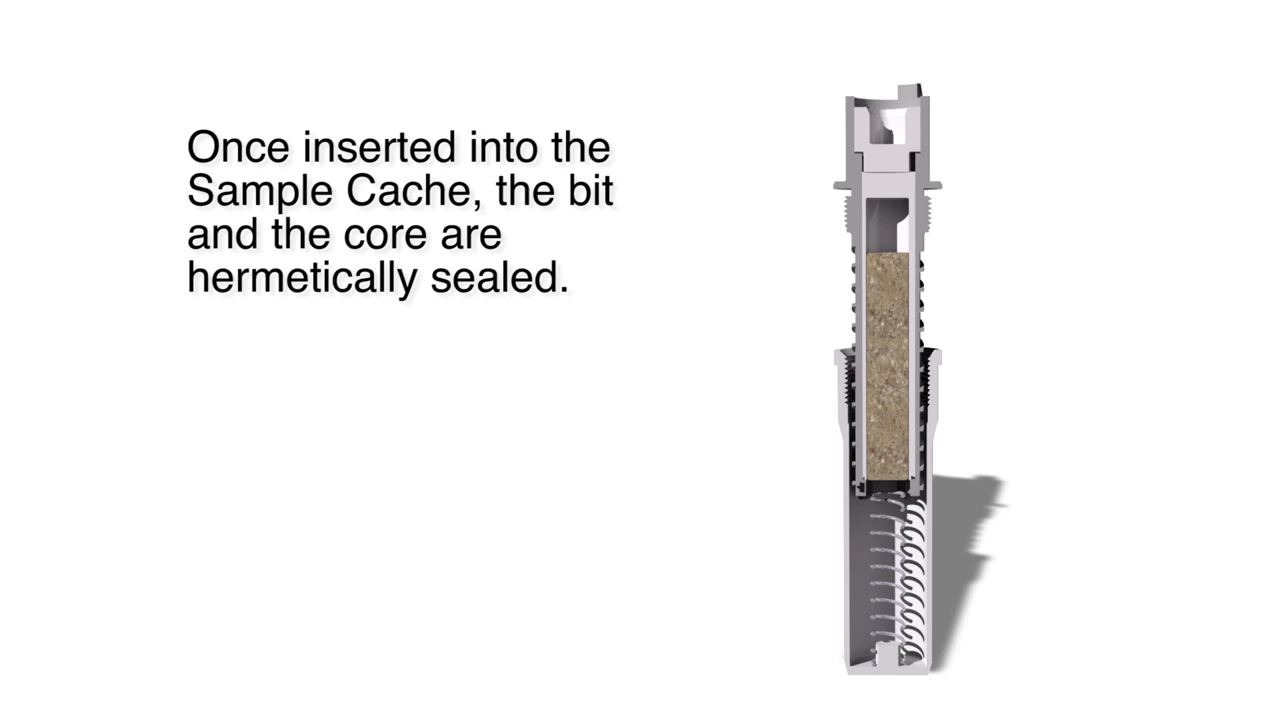 Once inserted into the
Sample Cache, the bit
and the core are
hermetically sealed.